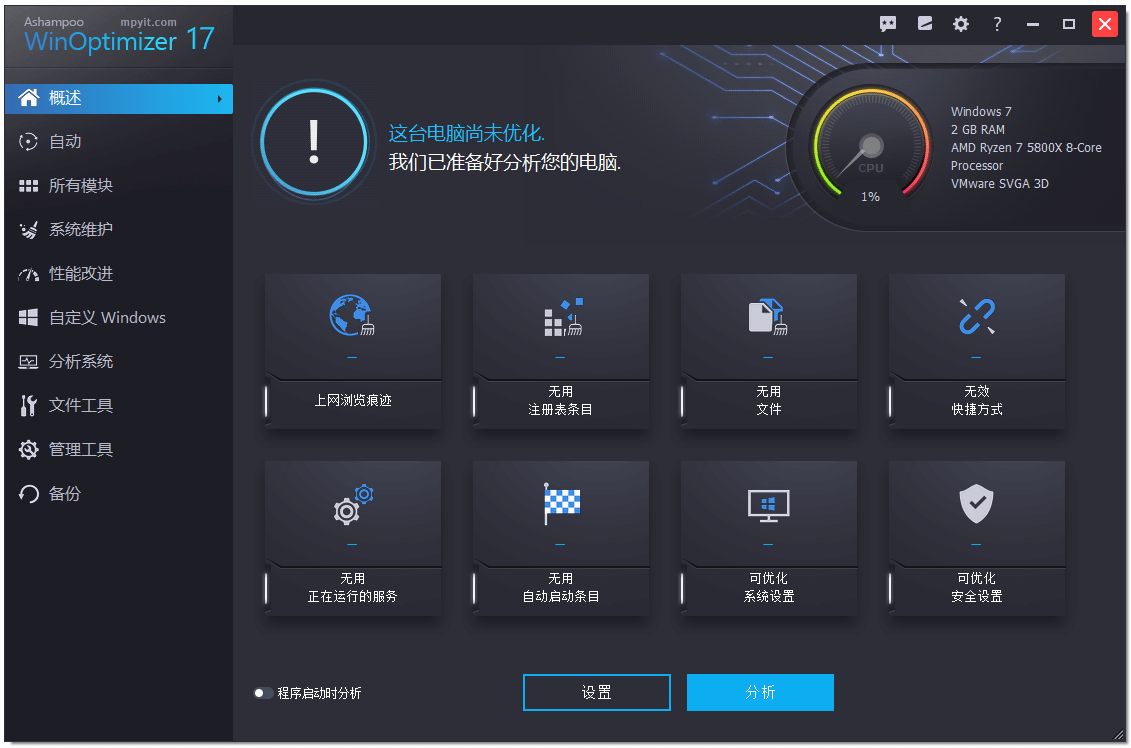 Ashampoo mpyit.com
WinOptimizer 17
?
概述
自动
所有模块
系统维护
性能改进
自定义 Windows
分析系统
文件工具
管理工具
备份
!
这台电脑尚未优化.
我们已准备好分析您的电脑.
CPU
1%
Windows 7
2 GB RAM
AMD Ryzen 7 5800X 8-Core
Processor
VMware SVGA 3D
—
上网浏览痕迹
—
无用
注册表条目
—
无用
文件
—
无效
快捷方式
—
无用
正在运行的服务
—
无用
自动启动条目
—
可优化
系统设置
—
可优化
安全设置
程序启动时分析
设置
分析